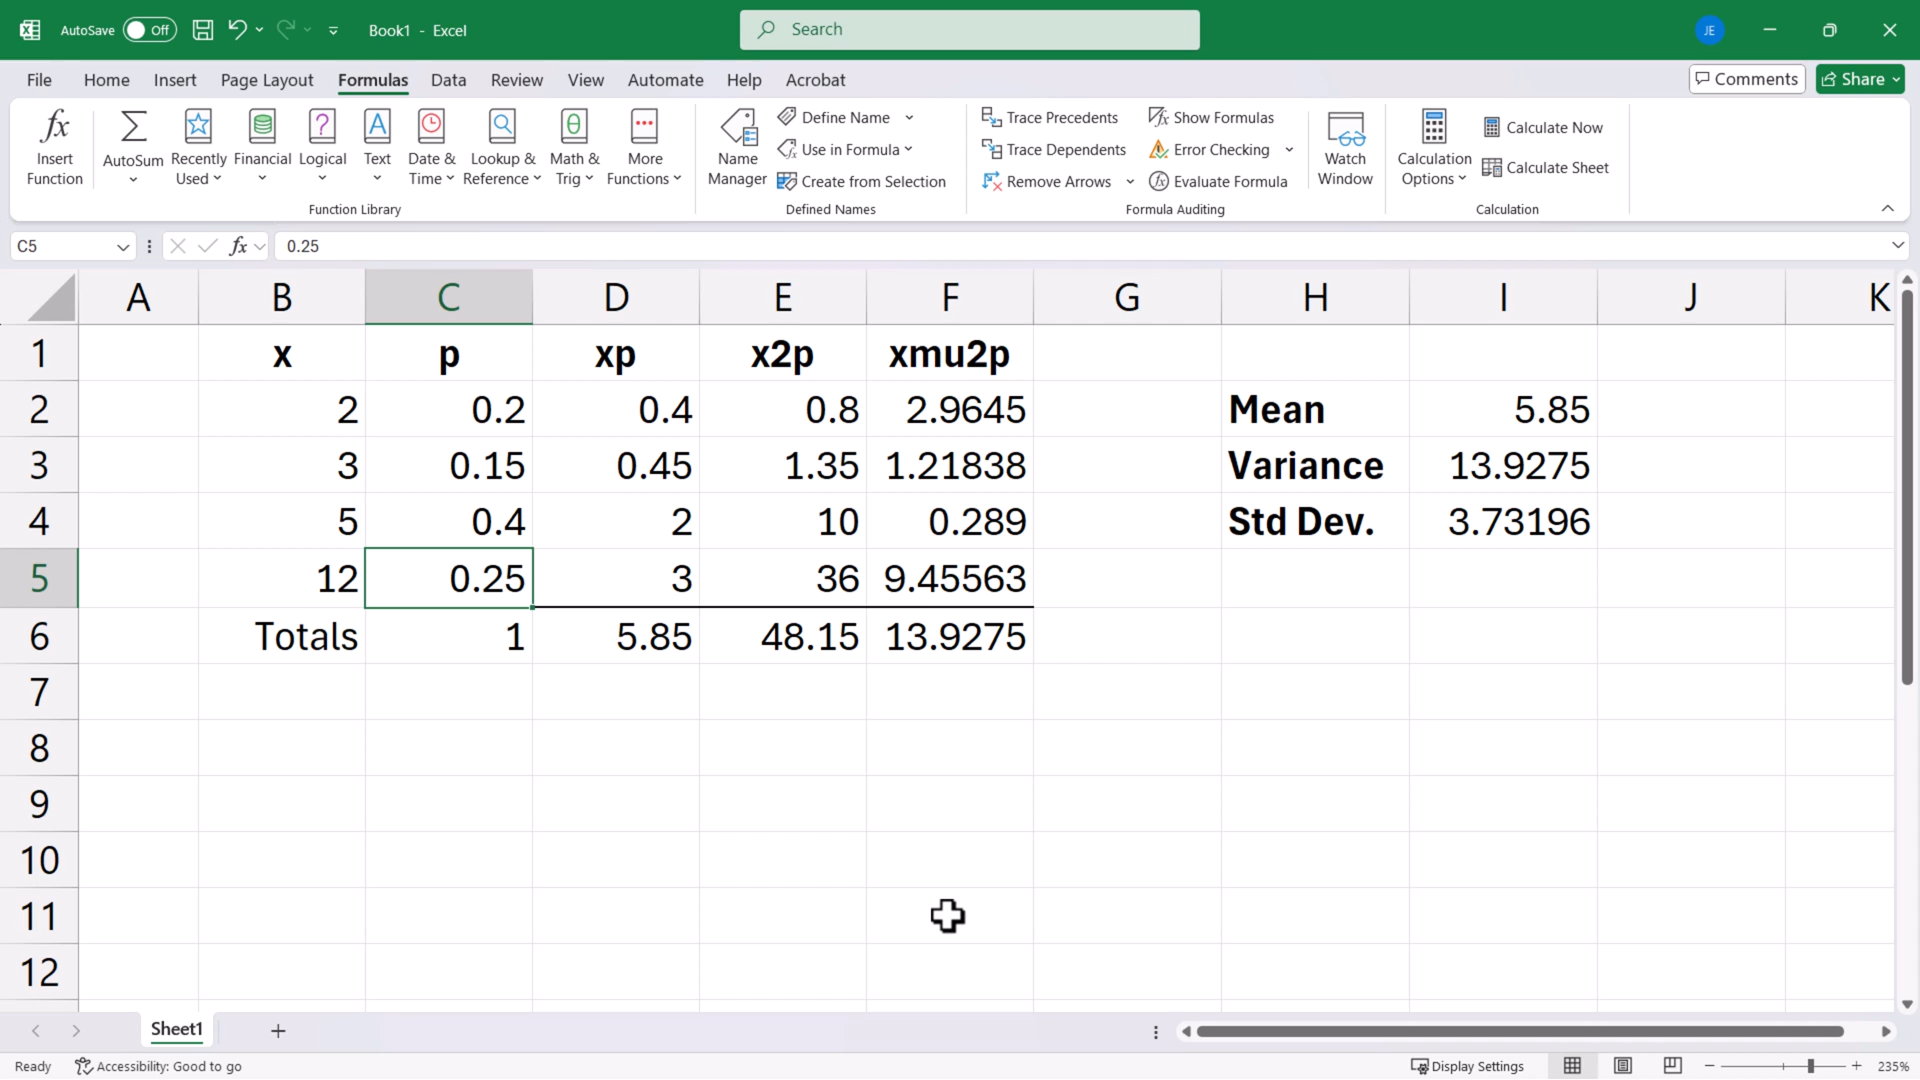 AutoSave Off Book1 - Excel Search JE
File Home Insert Page Layout Formulas Data Review View Automate Help Acrobat Comments Share
fx Insert Function
AutoSum
Recently Used
Financial
Logical
Text
Date & Time
Lookup & Reference
Math & Trig
More Functions
Function Library
Name Manager
Define Name
Use in Formula
Create from Selection
Defined Names
Trace Precedents
Trace Dependents
Remove Arrows
Show Formulas
Error Checking
Evaluate Formula
Formula Auditing
Watch Window
Calculation Options
Calculate Now
Calculate Sheet
Calculation
C5 fx 0.25
A B C D E F G H I J K
1 x p xp x2p xmu2p
2 2 0.2 0.4 0.8 2.9645 Mean 5.85
3 3 0.15 0.45 1.35 1.21838 Variance 13.9275
4 5 0.4 2 10 0.289 Std Dev. 3.73196
5 12 0.25 3 36 9.45563
6 Totals 1 5.85 48.15 13.9275
7
8
9
10
11
12
Sheet1
Ready Accessibility: Good to go Display Settings 235%